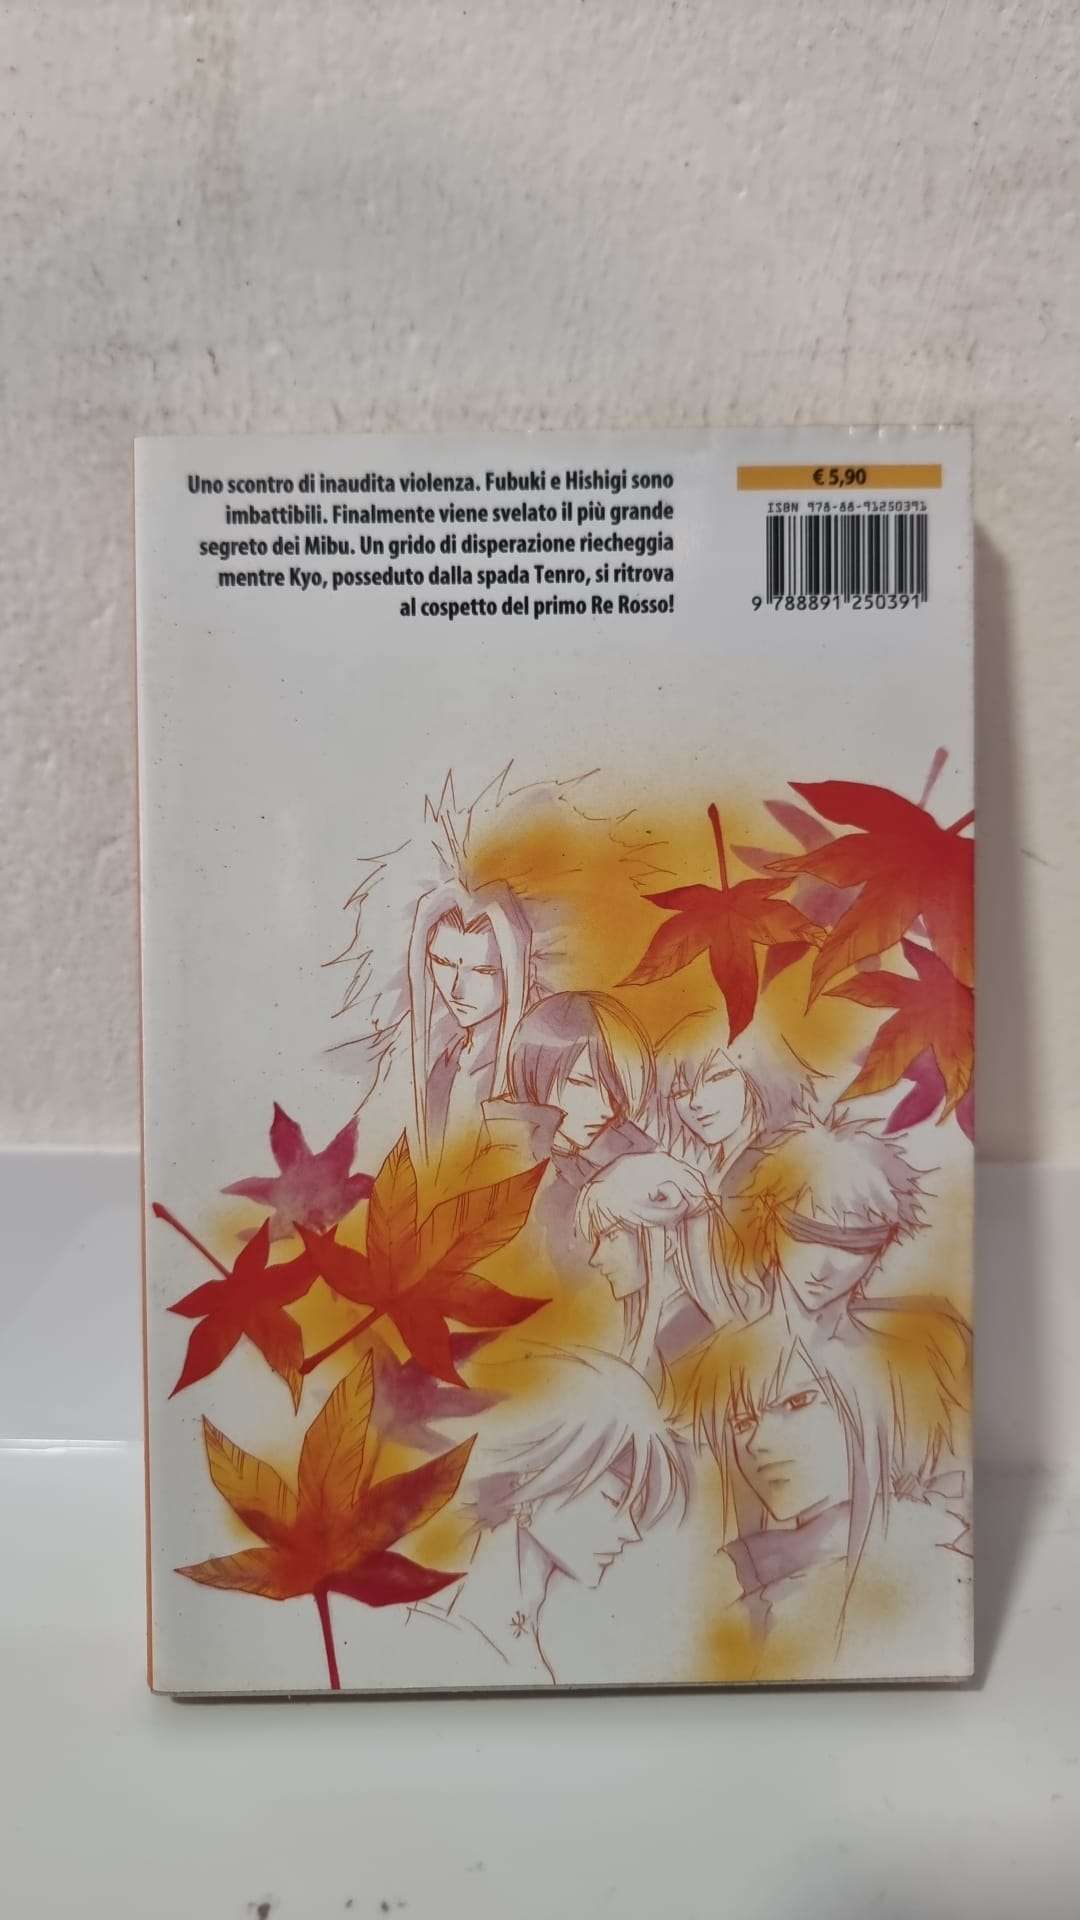 Uno scontro di inaudita violenza. Fubuki e Hishigi sono
imbattibili. Finalmente viene svelato il più grande
segreto dei Mibu. Un grido di disperazione riecheggia
mentre Kyo, posseduto dalla spada Tenro, si ritrova
al cospetto del primo Re Rosso!
€ 5,90
ISBN 978-88-91250391
9 788891 250391